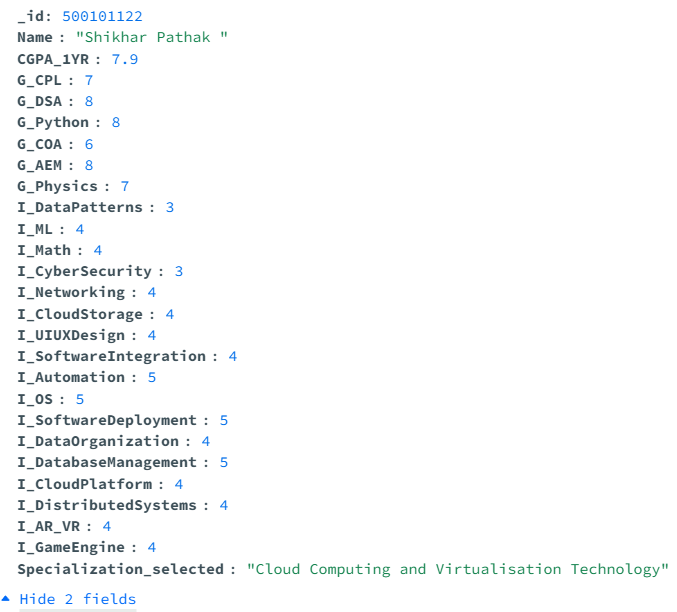 _id: 500101122
Name : "Shikhar Pathak "
CGPA_1YR : 7.9
G_CPL : 7
G_DSA : 8
G_Python : 8
G_COA : 6
G_AEM : 8
G_Physics : 7
I_DataPatterns : 3
I_ML : 4
I_Math : 4
I_CyberSecurity : 3
I_Networking : 4
I_CloudStorage : 4
I_UIUXDesign : 4
I_SoftwareIntegration : 4
I_Automation : 5
I_OS : 5
I_SoftwareDeployment : 5
I_DataOrganization : 4
I_DatabaseManagement : 5
I_CloudPlatform : 4
I_DistributedSystems : 4
I_AR_VR : 4
I_GameEngine : 4
Specialization_selected : "Cloud Computing and Virtualisation Technology"
Hide 2 fields